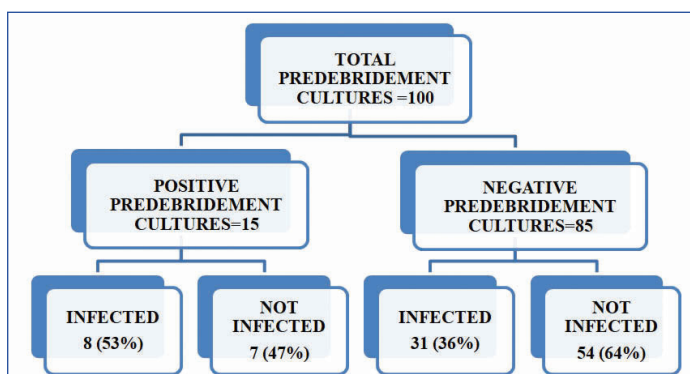 TOTAL
PREDEBRIDEMENT
CULTURES =100
POSITIVE
PREDEBRIDEMENT
CULTURES=15
NEGATIVE
PREDEBRIDEMENT
CULTURES=85
INFECTED
8 (53%)
NOT
INFECTED
7 (47%)
INFECTED
31 (36%)
NOT
INFECTED
54 (64%)